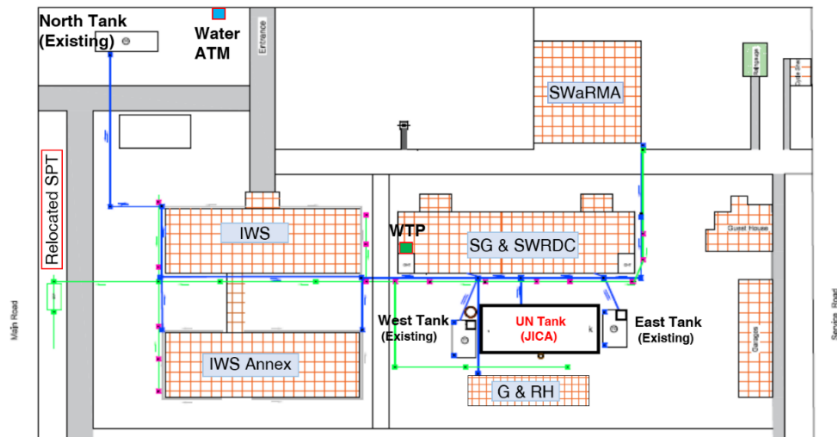 North Tank
(Existing)
Water
ATM
Entrance
SWaRMA
Relocated SPT
IWS
WTP
SG & SWRDC
Guest House
Main Road
West Tank
(Existing)
UN Tank
(JICA)
East Tank
(Existing)
Service Road
Garages
IWS Annex
G & RH